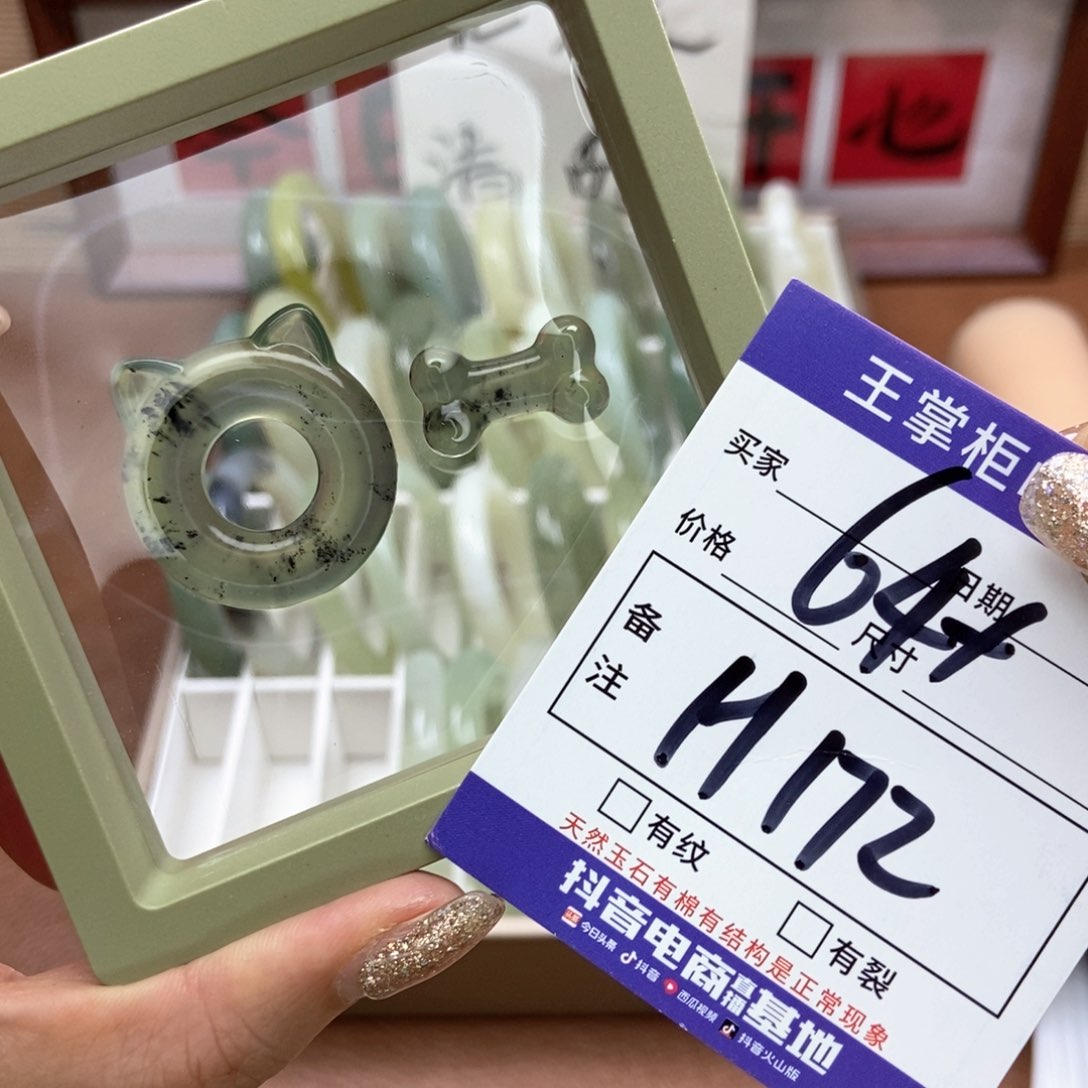 心
清
王掌柜
买家
64+
日期
价格
尺寸
备注
H172
有纹
有裂
天然玉石有棉有结构是正常现象
抖音电商直播基地
今日头条 抖音 西瓜视频 抖音火山版